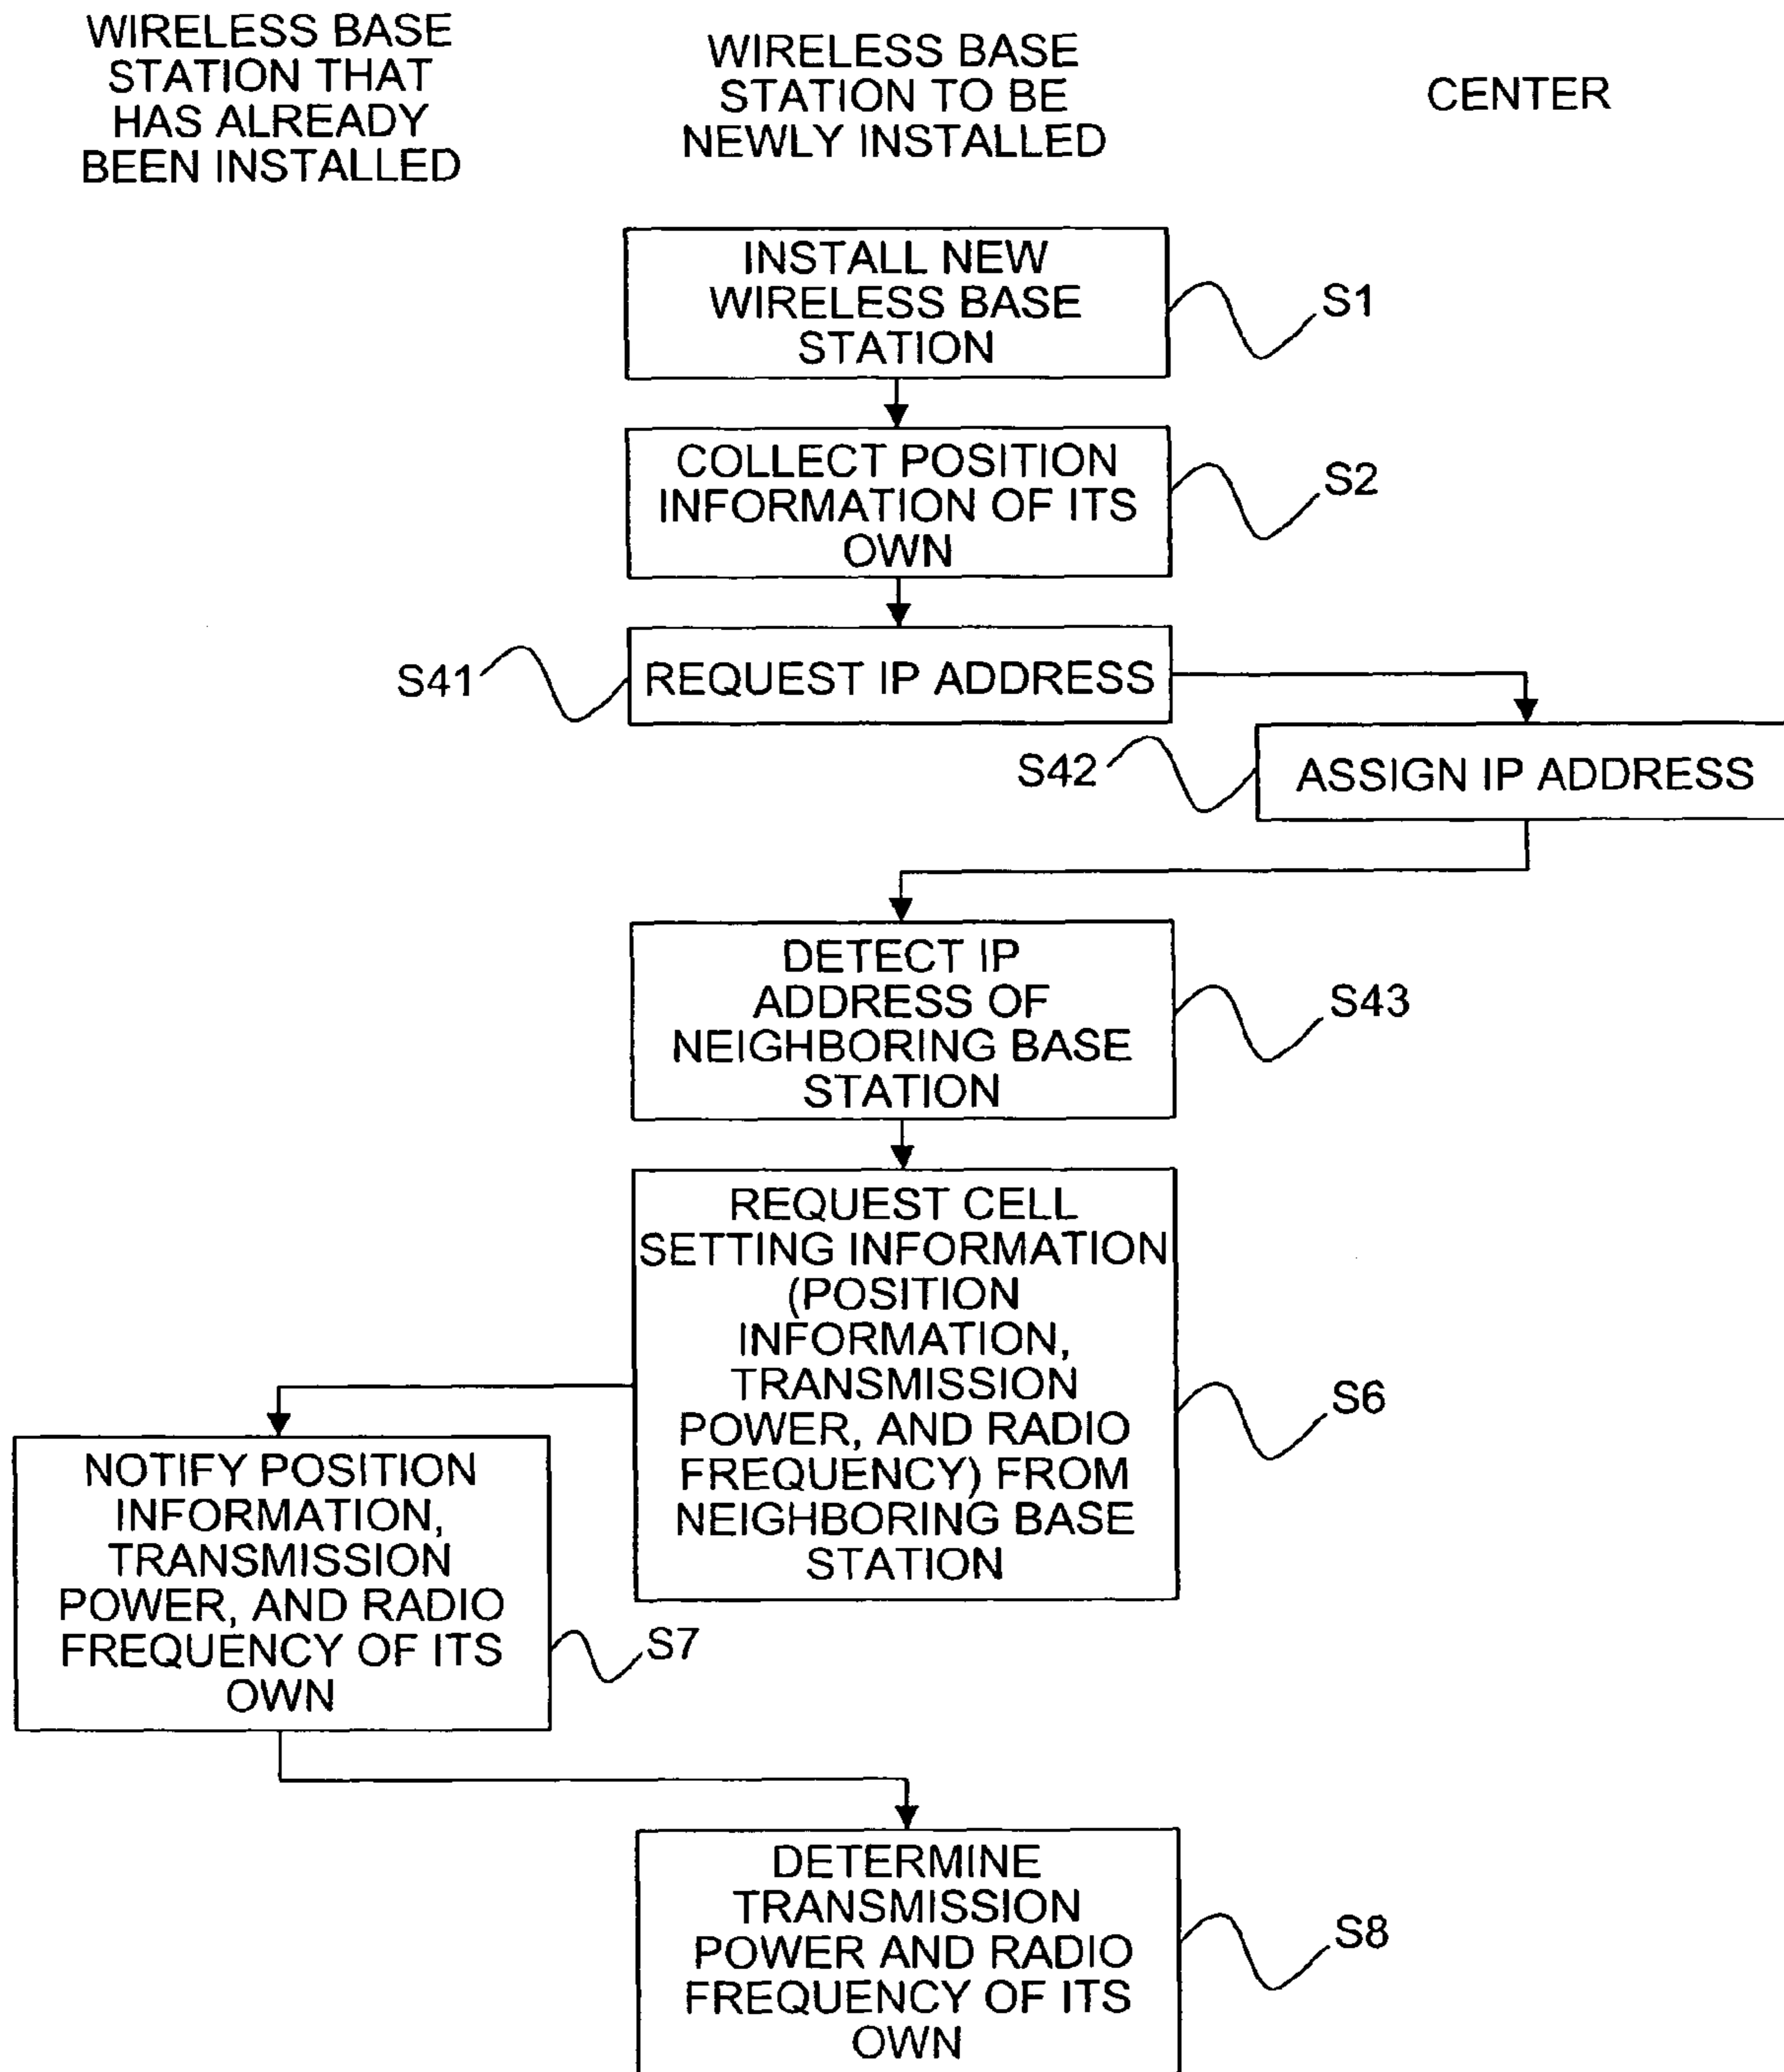 WIRELESS BASE
STATION THAT
HAS ALREADY
BEEN INSTALLED
WIRELESS BASE
STATION TO BE
NEWLY INSTALLED
CENTER
INSTALL NEW
WIRELESS BASE
STATION
S1
COLLECT POSITION
INFORMATION OF ITS
OWN
S2
S41
REQUEST IP ADDRESS
S42
ASSIGN IP ADDRESS
DETECT IP
ADDRESS OF
NEIGHBORING BASE
STATION
S43
REQUEST CELL
SETTING INFORMATION
(POSITION
INFORMATION,
TRANSMISSION
POWER, AND RADIO
FREQUENCY) FROM
NEIGHBORING BASE
STATION
S6
NOTIFY POSITION
INFORMATION,
TRANSMISSION
POWER, AND RADIO
FREQUENCY OF ITS
OWN
S7
DETERMINE
TRANSMISSION
POWER AND RADIO
FREQUENCY OF ITS
OWN
S8